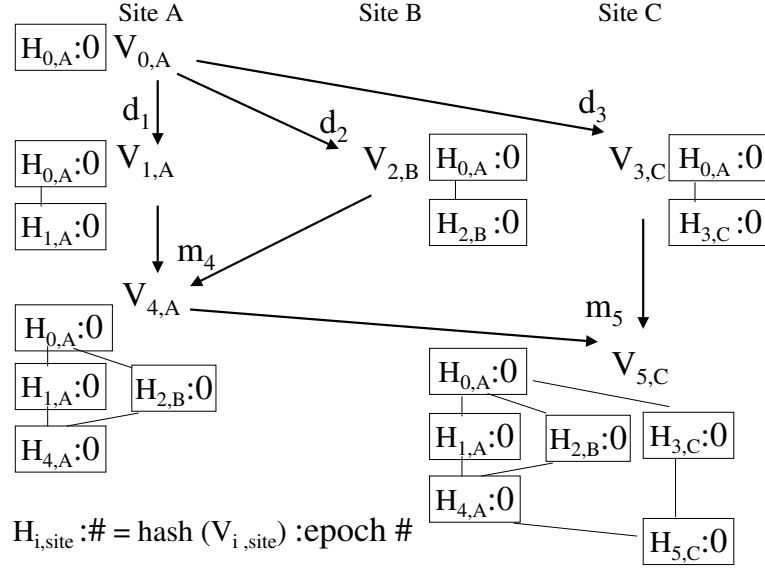 Site A Site B Site C
H0,A:0 V0,A
d1 d2 d3
H0,A:0 V1,A V2,B H0,A:0 V3,C H0,A:0
H1,A:0 H2,B:0 H3,C:0
m4
V4,A m5
H0,A:0 V5,C
H0,A:0
H1,A:0 H2,B:0
H1,A:0 H2,B:0 H3,C:0
H4,A:0
H4,A:0
Hi,site :# = hash (Vi ,site) :epoch #
H5,C:0